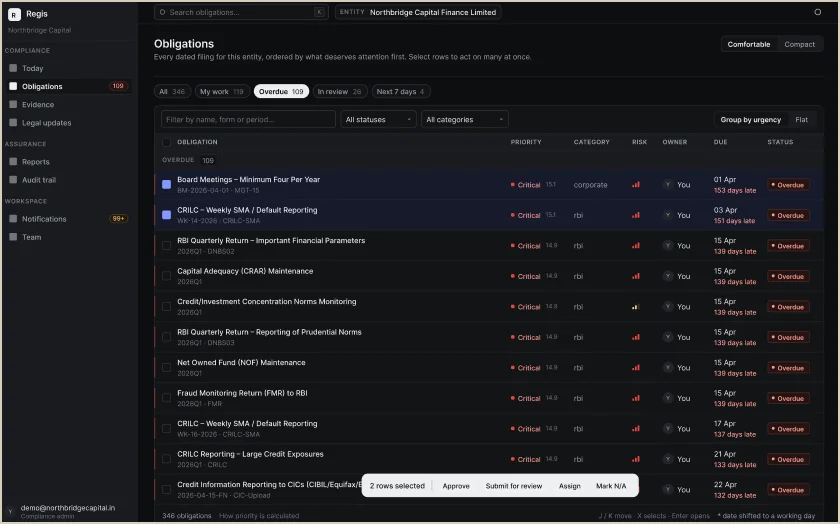 R Regis
Northbridge Capital
COMPLIANCE
Today
Obligations 109
Evidence
Legal updates
ASSURANCE
Reports
Audit trail
WORKSPACE
Notifications 99+
Team
Y demo@northbridgecapital.in
Compliance admin
Search obligations... K ENTITY Northbridge Capital Finance Limited
Obligations
Every dated filing for this entity, ordered by what deserves attention first. Select rows to act on many at once.
Comfortable Compact
All 346 My work 119 Overdue 109 In review 26 Next 7 days 4
Filter by name, form or period... All statuses All categories Group by urgency Flat
OBLIGATION PRIORITY CATEGORY RISK OWNER DUE STATUS
OVERDUE 109
Board Meetings – Minimum Four Per Year Critical 15.1 corporate Y You 01 Apr Overdue
BM-2026-04-01 · MGT-15 153 days late
CRILC – Weekly SMA / Default Reporting Critical 15.1 rbi Y You 03 Apr Overdue
WK-14-2026 · CRILC-SMA 151 days late
RBI Quarterly Return – Important Financial Parameters Critical 14.9 rbi Y You 15 Apr Overdue
2026Q1 · DNBS02 139 days late
Capital Adequacy (CRAR) Maintenance Critical 14.9 rbi Y You 15 Apr Overdue
2026Q1 139 days late
Credit/Investment Concentration Norms Monitoring Critical 14.9 rbi Y You 15 Apr Overdue
2026Q1 139 days late
RBI Quarterly Return – Reporting of Prudential Norms Critical 14.9 rbi Y You 15 Apr Overdue
2026Q1 · DNBS03 139 days late
Net Owned Fund (NOF) Maintenance Critical 14.9 rbi Y You 15 Apr Overdue
2026Q1 139 days late
Fraud Monitoring Return (FMR) to RBI Critical 14.9 rbi Y You 15 Apr Overdue
2026Q1 · FMR 139 days late
CRILC – Weekly SMA / Default Reporting Critical 14.9 rbi Y You 17 Apr Overdue
WK-16-2026 · CRILC-SMA 137 days late
CRILC Reporting – Large Credit Exposures Critical 14.9 rbi Y You 21 Apr Overdue
2026Q1 · CRILC 133 days late
Credit Information Reporting to CICs (CIBIL/Equifax/E Y You 22 Apr Overdue
2026-04-15-FN · CIC-Upload 132 days late
2 rows selected Approve Submit for review Assign Mark N/A
346 obligations How priority is calculated J / K move · X selects · Enter opens * date shifted to a working day